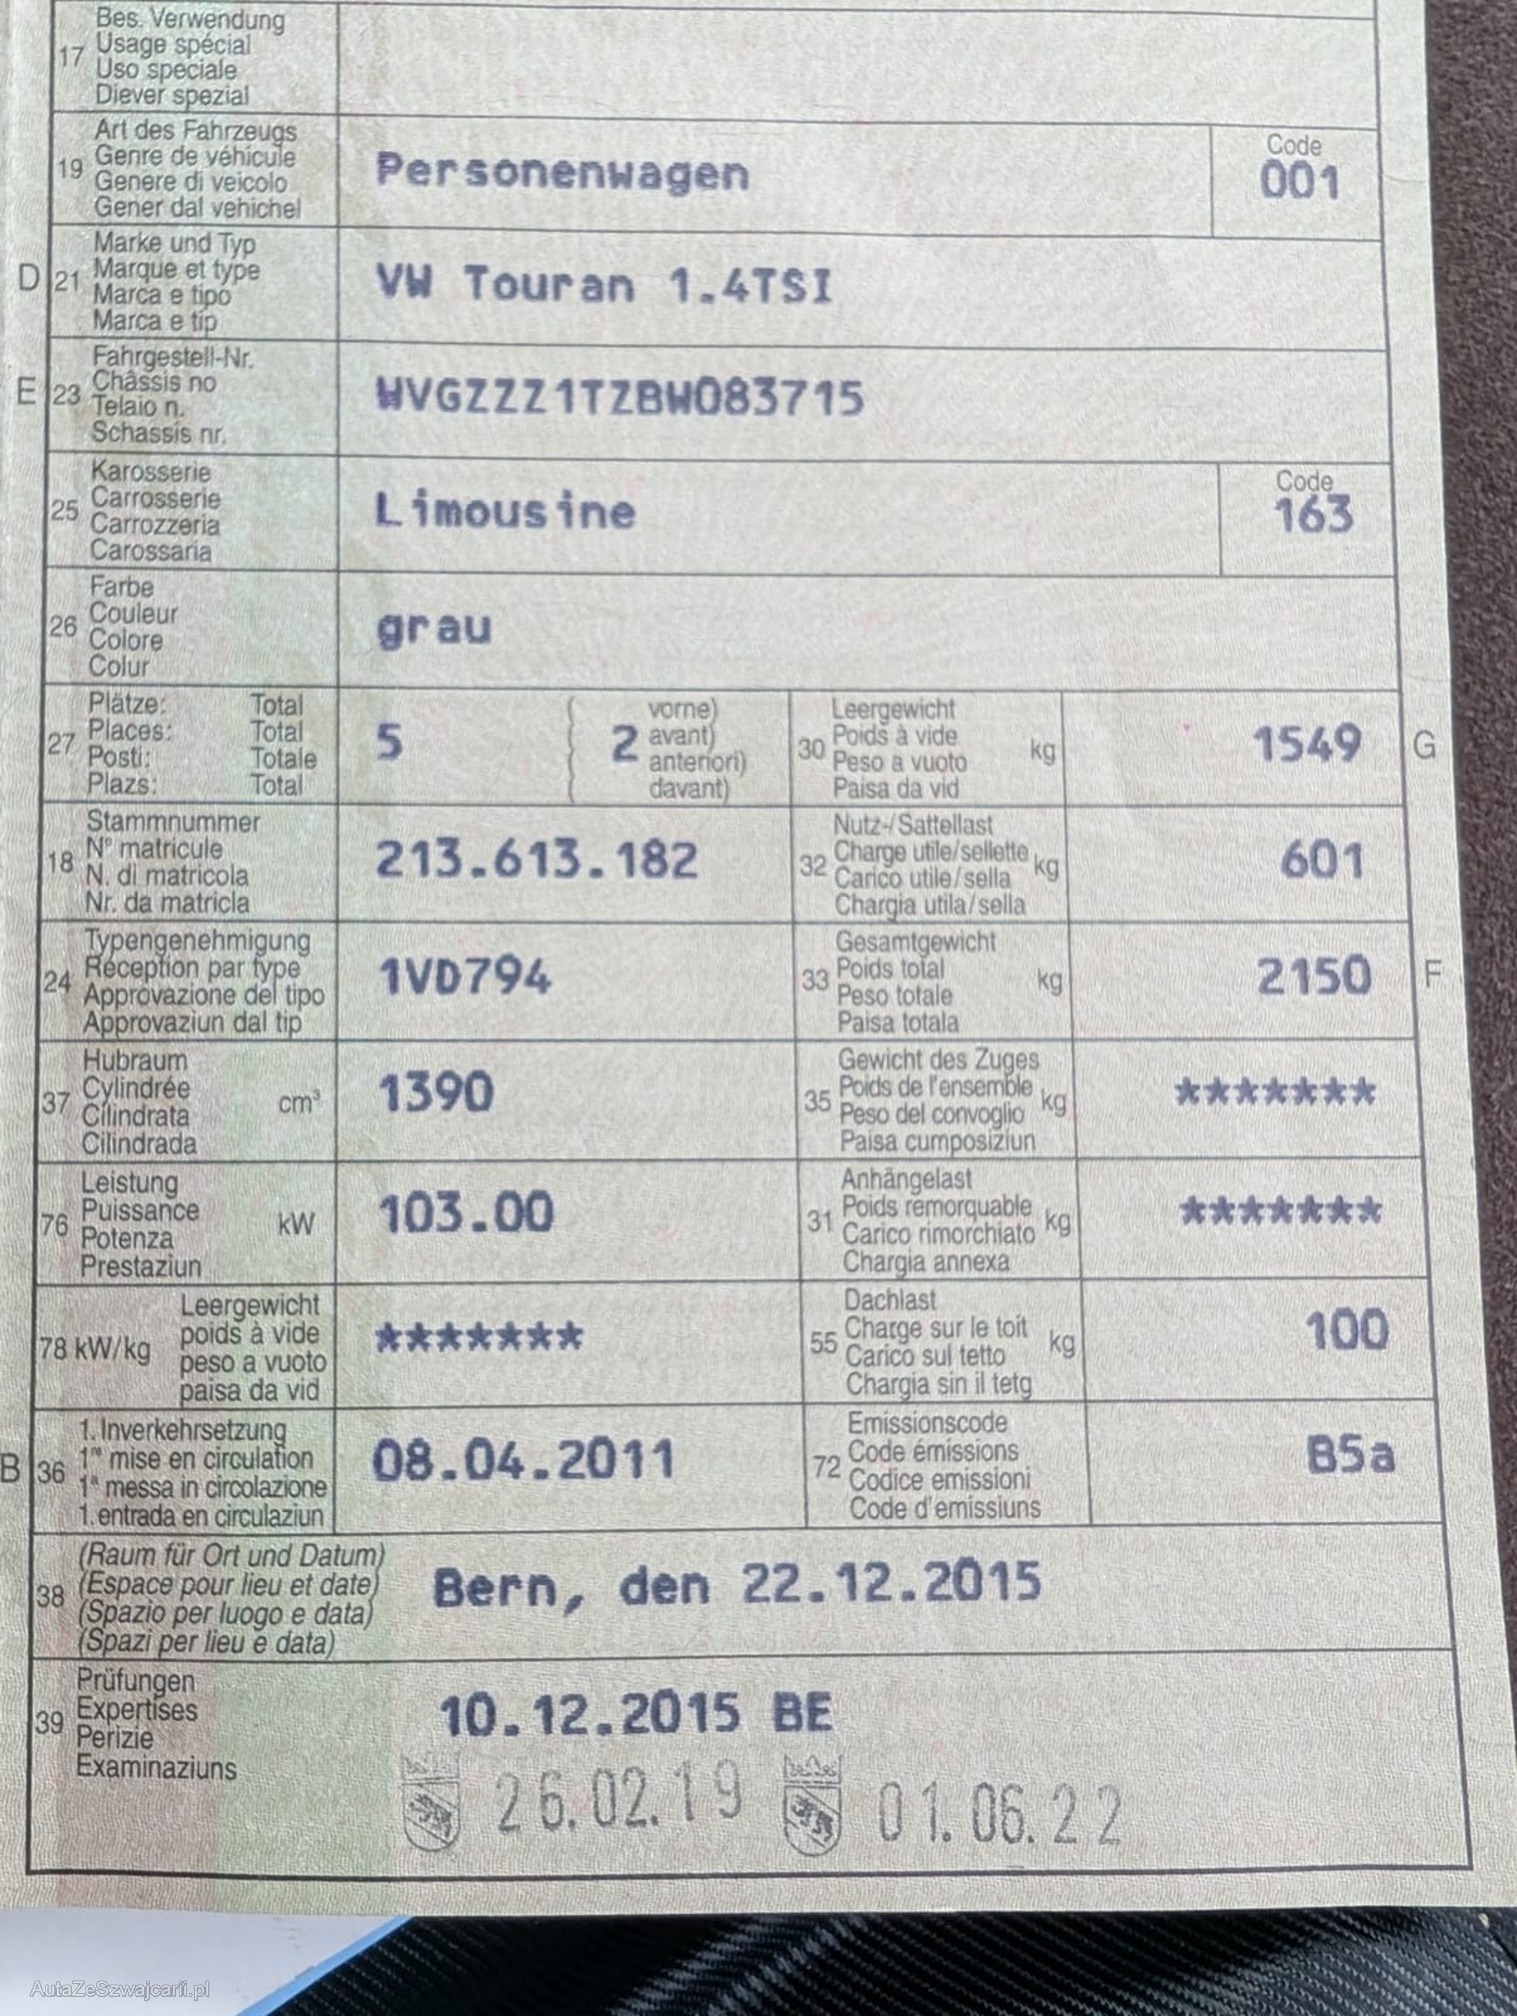 17 Bes. Verwendung
Usage spécial
Uso speciale
Diever spezial
19 Art des Fahrzeugs
Genre de véhicule
Genere di veicolo
Gener dal vehichel
Personenwagen
Code
001
D 21 Marke und Typ
Marque et type
Marca e tipo
Marca e tip
VW Touran 1.4TSI
E 23 Fahrgestell-Nr.
Châssis no
Telaio n.
Schassis nr.
WVGZZZ1TZBW083715
25 Karosserie
Carrosserie
Carrozzeria
Carossaria
Limousine
Code
163
26 Farbe
Couleur
Colore
Colur
grau
27 Plätze: Total
Places: Total
Posti: Totale
Plazs: Total
5
2
vorne)
avant)
anteriori)
davant)
30 Leergewicht
Poids à vide
Peso a vuoto
Paisa da vid
kg
1549
G
18 Stammnummer
N° matricule
N. di matricola
Nr. da matricla
213.613.182
32 Nutz-/Sattellast
Charge utile/sellette
Carico utile/sella
Chargia utila/sella
kg
601
24 Typengenehmigung
Réception par type
Approvazione del tipo
Approvaziun dal tip
1VD794
33 Gesamtgewicht
Poids total
Peso totale
Paisa totala
kg
2150
F
37 Hubraum
Cylindrée
Cilindrata
Cilindrada
cm³
1390
35 Gewicht des Zuges
Poids de l'ensemble
Peso del convoglio
Paisa cumposiziun
kg
*******
76 Leistung
Puissance
Potenza
Prestaziun
kW
103.00
31 Anhängelast
Poids remorquable
Carico rimorchiato
Chargia annexa
kg
*******
78 kW/kg
Leergewicht
poids à vide
peso a vuoto
paisa da vid
*******
55 Dachlast
Charge sur le toit
Carico sul tetto
Chargia sin il tetg
kg
100
B 36 1. Inverkehrsetzung
1re mise en circulation
1a messa in circolazione
1. entrada en circulaziun
08.04.2011
72 Emissionscode
Code émissions
Codice emissioni
Code d'emissiuns
B5a
38 (Raum für Ort und Datum)
(Espace pour lieu et date)
(Spazio per luogo e data)
(Spazi per lieu e data)
Bern, den 22.12.2015
39 Prüfungen
Expertises
Perizie
Examinaziuns
10.12.2015 BE
26.02.19 01.06.22
AutaZeSzwajcarii.pl